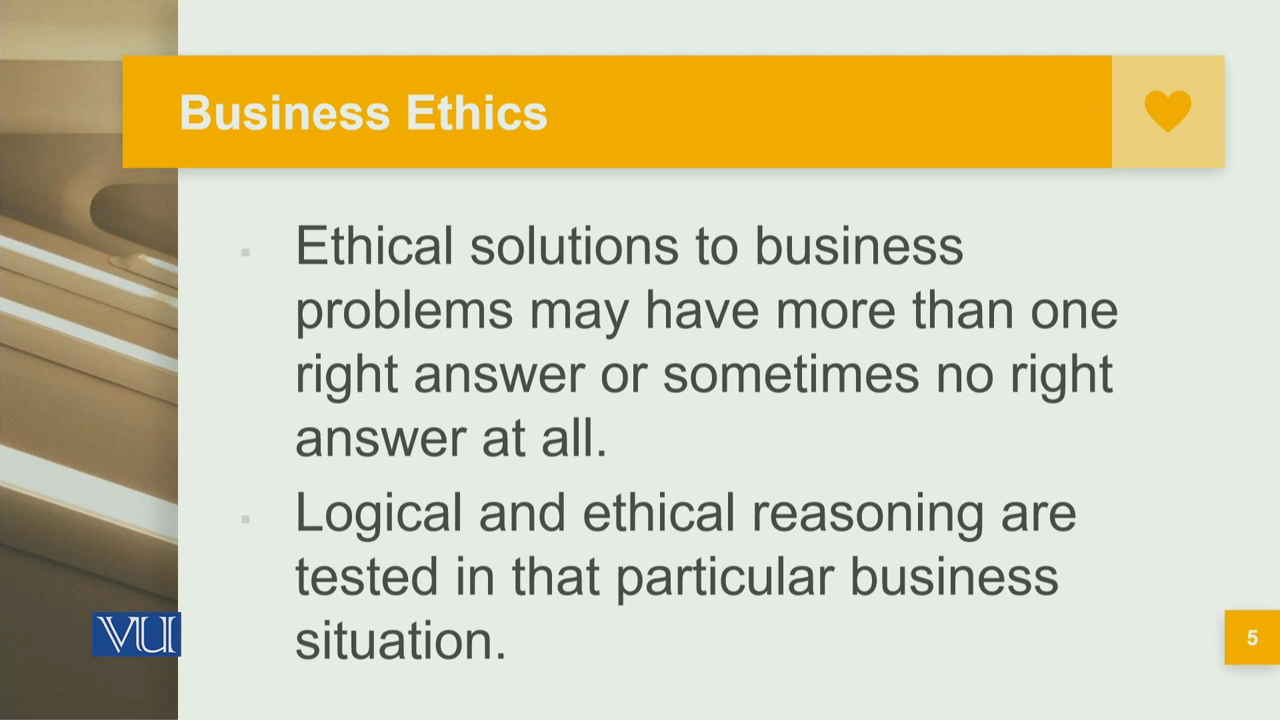 Business Ethics
Ethical solutions to business
problems may have more than one
right answer or sometimes no right
answer at all.
Logical and ethical reasoning are
tested in that particular business
situation.
VU
5